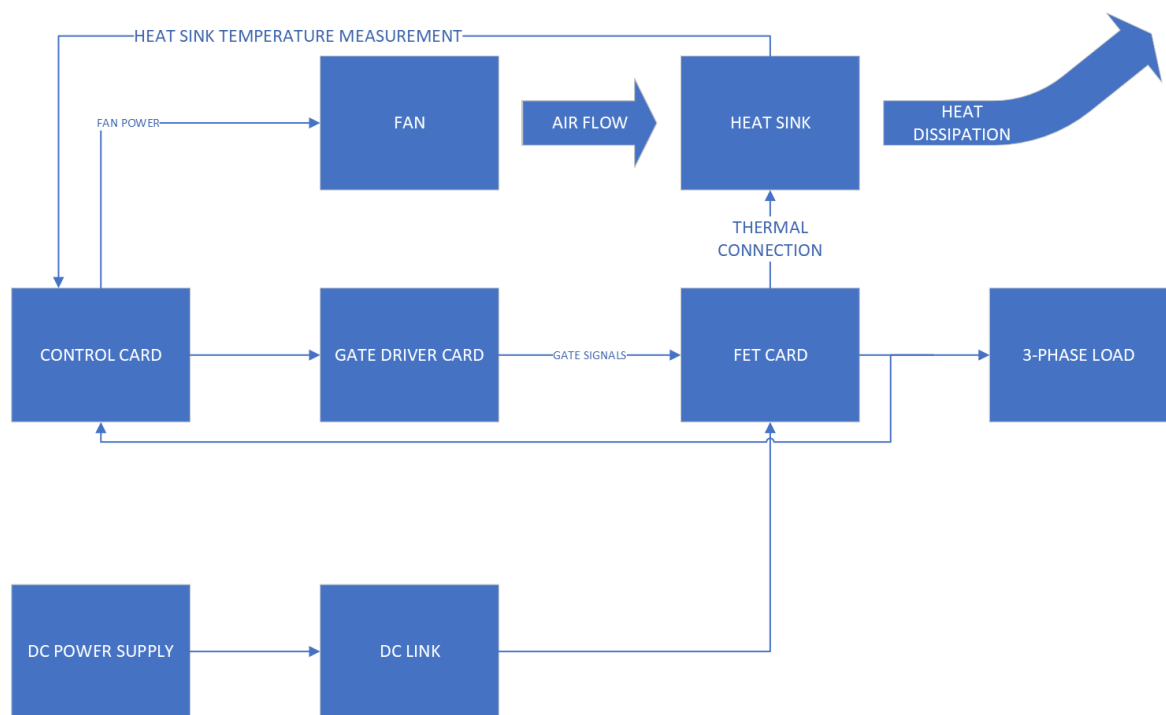 HEAT SINK TEMPERATURE MEASUREMENT
FAN POWER
FAN
AIR FLOW
HEAT SINK
HEAT
DISSIPATION
THERMAL
CONNECTION
CONTROL CARD
GATE DRIVER CARD
GATE SIGNALS
FET CARD
3-PHASE LOAD
DC POWER SUPPLY
DC LINK